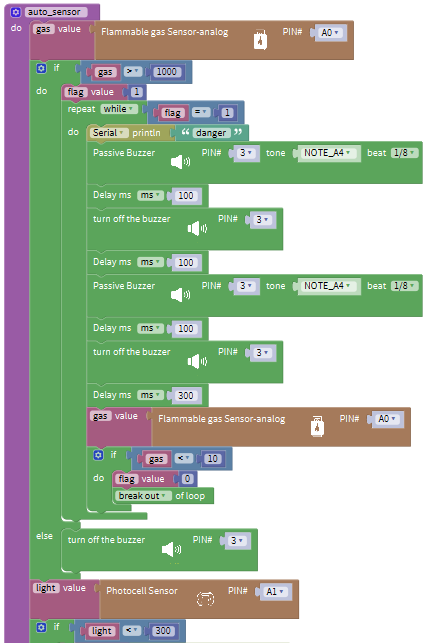 auto_sensor
do gas value Flammable gas Sensor-analog PIN# A0
if gas > 1000
do flag value 1
repeat while flag = 1
do Serial println “ danger ”
Passive Buzzer PIN# 3 tone NOTE_A4 beat 1/8
Delay ms ms 100
turn off the buzzer PIN# 3
Delay ms ms 100
Passive Buzzer PIN# 3 tone NOTE_A4 beat 1/8
Delay ms ms 100
turn off the buzzer PIN# 3
Delay ms ms 300
gas value Flammable gas Sensor-analog PIN# A0
if gas < 10
do flag value 0
break out of loop
else turn off the buzzer PIN# 3
light value Photocell Sensor PIN# A1
if light < 300